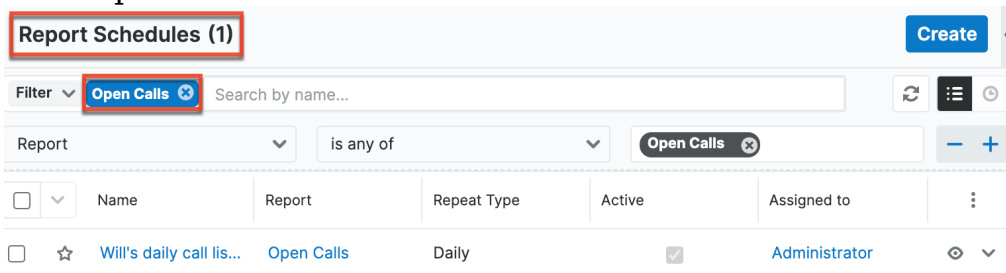 Report Schedules (1)
Create
Filter Open Calls Search by name...
Report is any of Open Calls
Name Report Repeat Type Active Assigned to
Will's daily call lis... Open Calls Daily Administrator